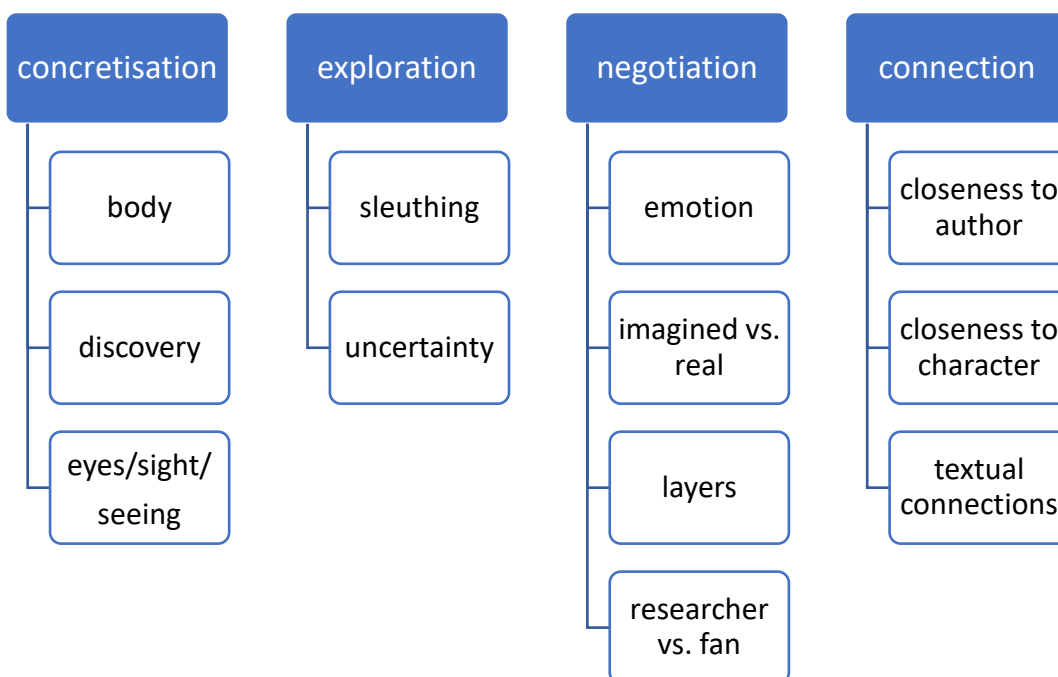 concretisation
body
discovery
eyes/sight/
seeing
exploration
sleuthing
uncertainty
negotiation
emotion
imagined vs.
real
layers
researcher
vs. fan
connection
closeness to
author
closeness to
character
textual
connections